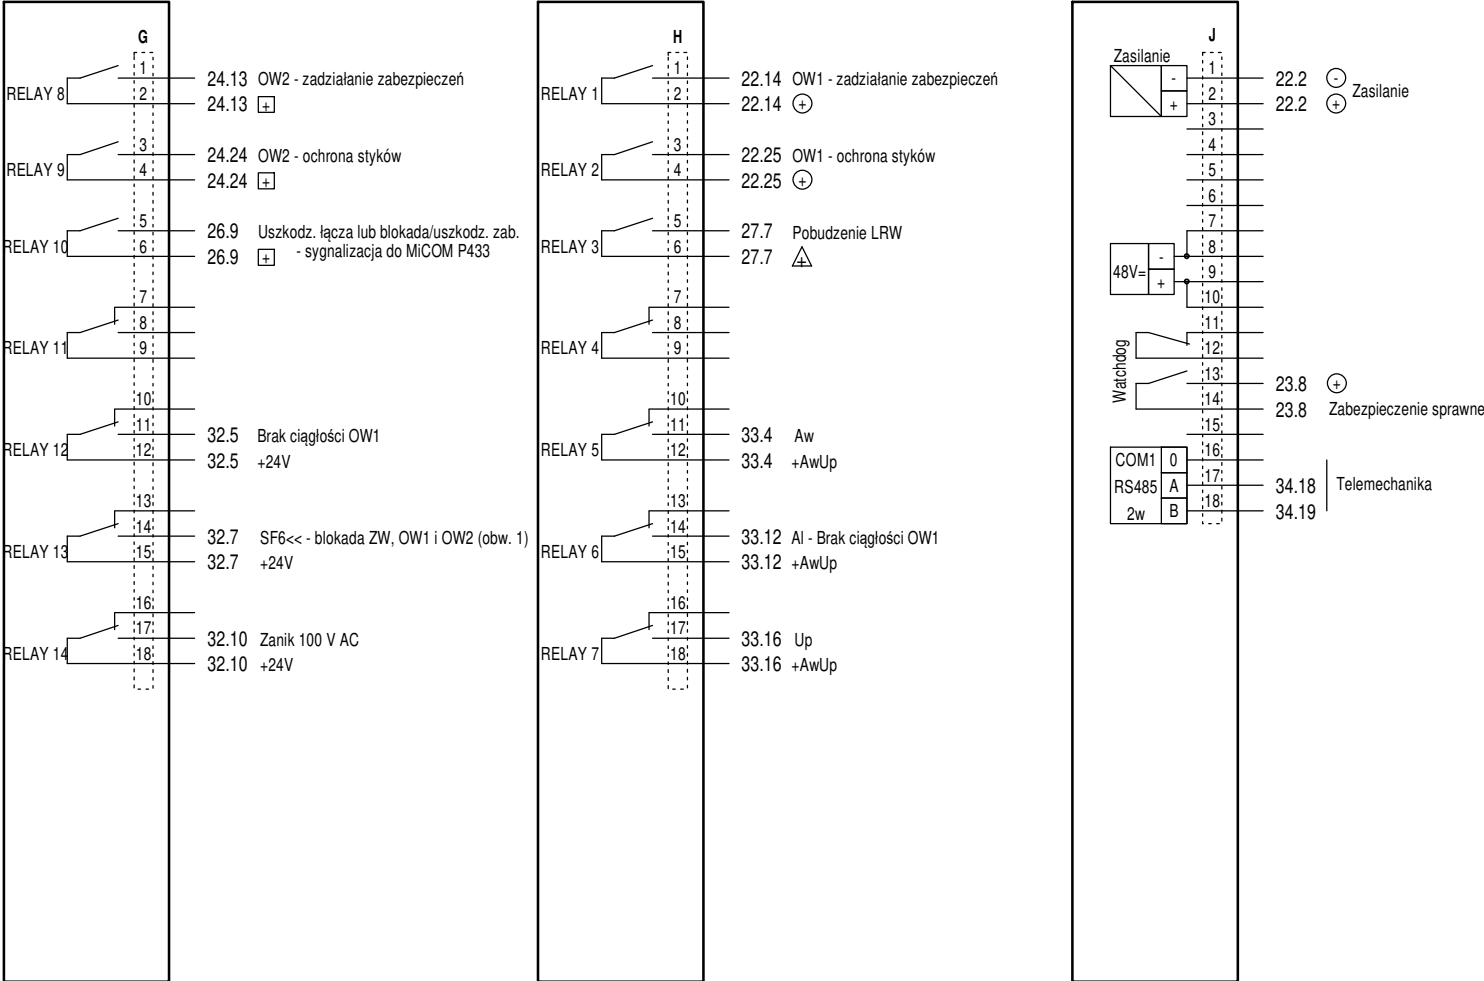 G
RELAY 8
1
24.13 OW2 - zadziałanie zabezpieczeń
2
24.13 +
RELAY 9
3
24.24 OW2 - ochrona styków
4
24.24 +
RELAY 10
5
26.9 Uszkodz. łącza lub blokada/uszkodz. zab.
6
26.9 + - sygnalizacja do MiCOM P433
RELAY 11
7
8
9
RELAY 12
10
11
32.5 Brak ciągłości OW1
12
32.5 +24V
RELAY 13
13
14
32.7 SF6<< - blokada ZW, OW1 i OW2 (obw. 1)
15
32.7 +24V
RELAY 14
16
17
32.10 Zanik 100 V AC
18
32.10 +24V
H
RELAY 1
1
22.14 OW1 - zadziałanie zabezpieczeń
2
22.14 +
RELAY 2
3
22.25 OW1 - ochrona styków
4
22.25 +
RELAY 3
5
27.7 Pobudzenie LRW
6
27.7 +
RELAY 4
7
8
9
RELAY 5
10
11
33.4 Aw
12
33.4 +AwUp
RELAY 6
13
14
33.12 Al - Brak ciągłości OW1
15
33.12 +AwUp
RELAY 7
16
17
33.16 Up
18
33.16 +AwUp
J
Zasilanie
- 1
22.2 -
+ 2
22.2 +
Zasilanie
3
4
5
6
7
48V=
- 8
+ 9
10
Watchdog
11
12
13
23.8 +
14
23.8 Zabezpieczenie sprawne
15
COM1 0 16
RS485 A 17
34.18
2w B 18
34.19
Telemechanika